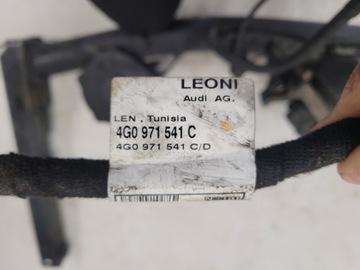 LEONI
Audi AG.
LEN , Tunisia
4G0 971 541 C
4G0 971 541 C/D